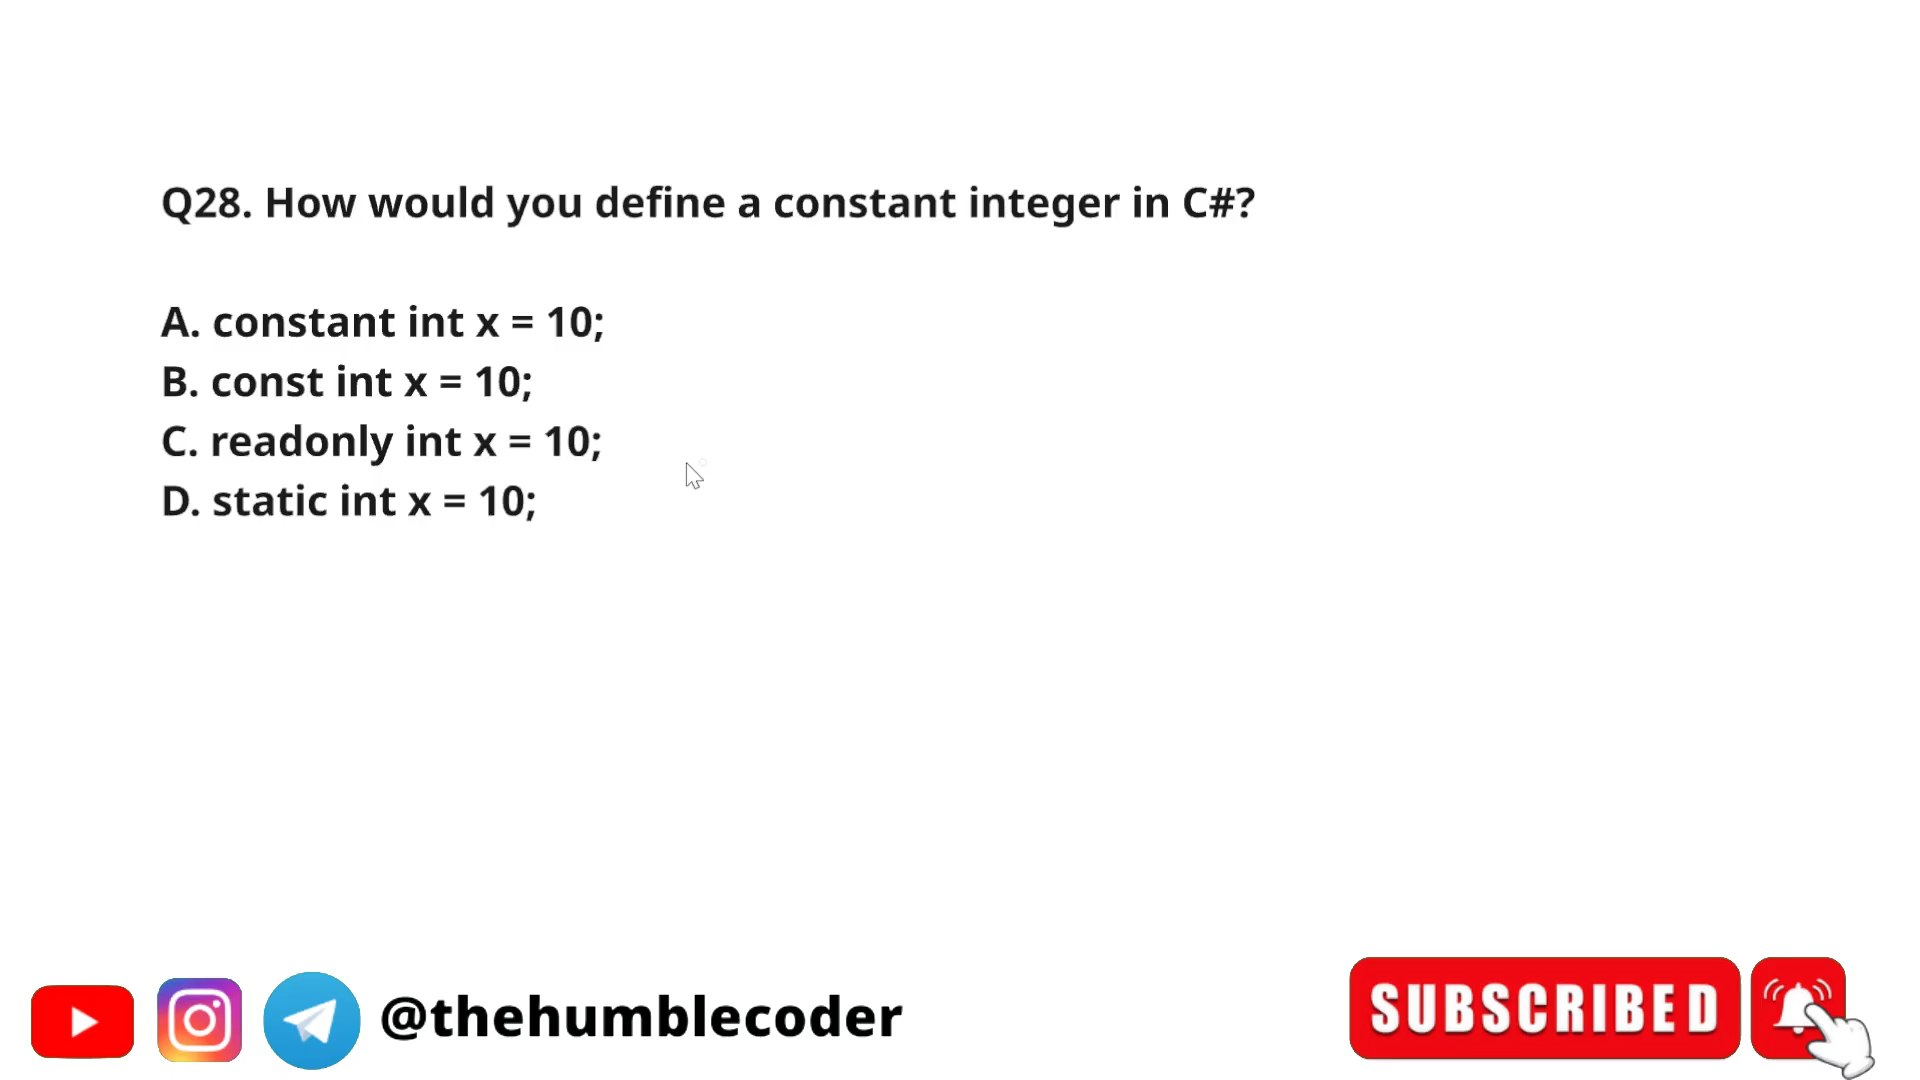 Q28. How would you define a constant integer in C#?
A. constant int x = 10;
B. const int x = 10;
C. readonly int x = 10;
D. static int x = 10;
@thehumblecoder
SUBSCRIBED